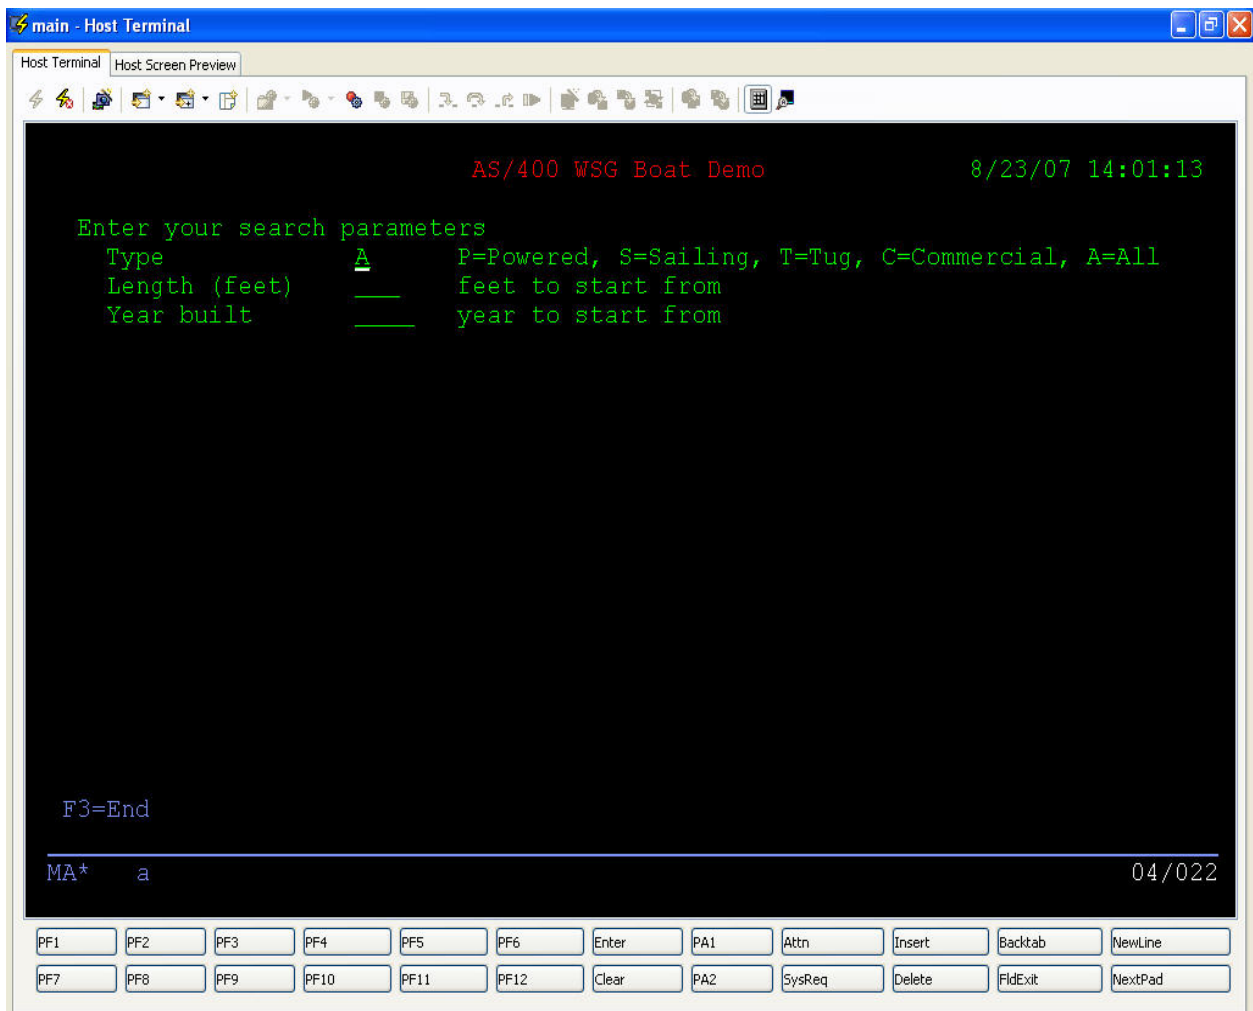 main - Host Terminal
Host Terminal Host Screen Preview
AS/400 WSG Boat Demo 8/23/07 14:01:13
Enter your search parameters
Type A P=Powered, S=Sailing, T=Tug, C=Commercial, A=All
Length (feet) ___ feet to start from
Year built ____ year to start from
F3=End
MA* a 04/022
PF1 PF2 PF3 PF4 PF5 PF6 Enter PA1 Attn Insert Backtab NewLine
PF7 PF8 PF9 PF10 PF11 PF12 Clear PA2 SysReq Delete FldExit NextPad